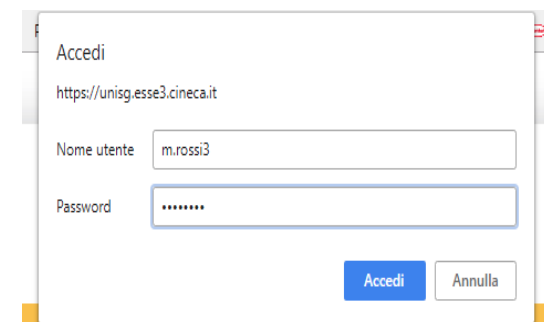 Accedi
https://unisg.esse3.cineca.it
Nome utente m.rossi3
Password ••••••••
Accedi Annulla